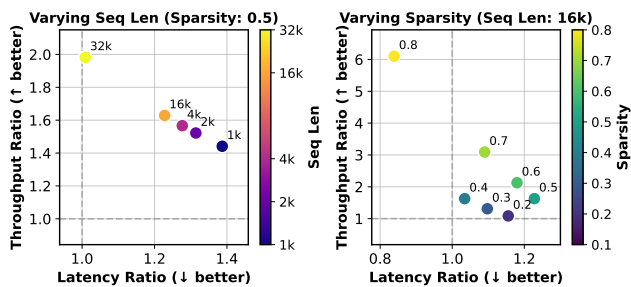 Varying Seq Len (Sparsity: 0.5)
Throughput Ratio (↑ better)
2.0
1.8
1.6
1.4
1.2
1.0
32k
16k
4k
2k
1k
1.0
1.2
1.4
Latency Ratio (↓ better)
32k
16k
4k
2k
1k
Seq Len
Varying Sparsity (Seq Len: 16k)
Throughput Ratio (↑ better)
6
5
4
3
2
1
0.8
0.7
0.6
0.5
0.4
0.3
0.2
0.8
1.0
1.2
Latency Ratio (↓ better)
0.8
0.7
0.6
0.5
0.4
0.3
0.2
0.1
Sparsity